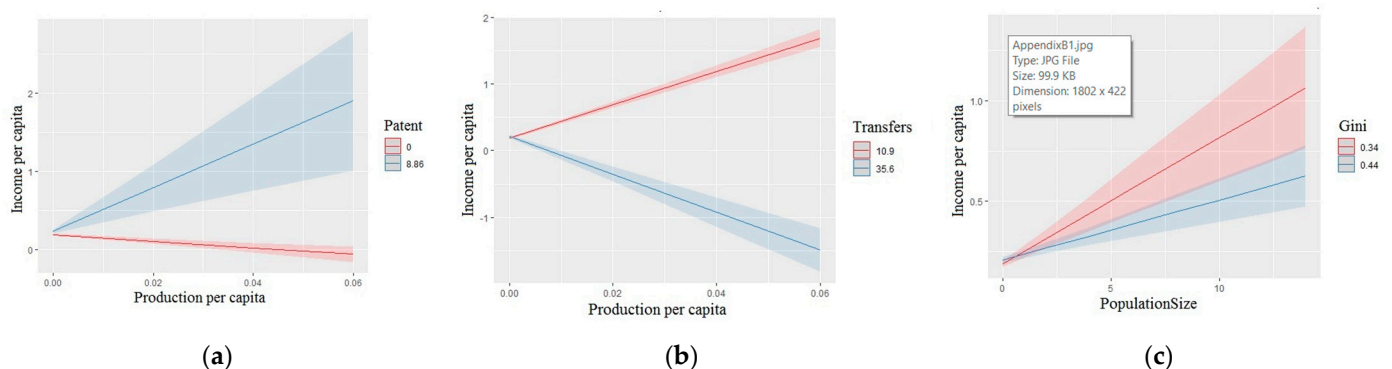 Income per capita
2
1
0
0.00
0.02
0.04
0.06
Production per capita
Patent
0
8.86
(a)
Income per capita
2
1
0
-1
0.00
0.02
0.04
0.06
Production per capita
Transfers
10.9
35.6
(b)
Income per capita
1.0
0.5
0
5
10
PopulationSize
AppendixB1.jpg
Type: JPG File
Size: 99.9 KB
Dimension: 1802 x 422
pixels
Gini
0.34
0.44
(c)